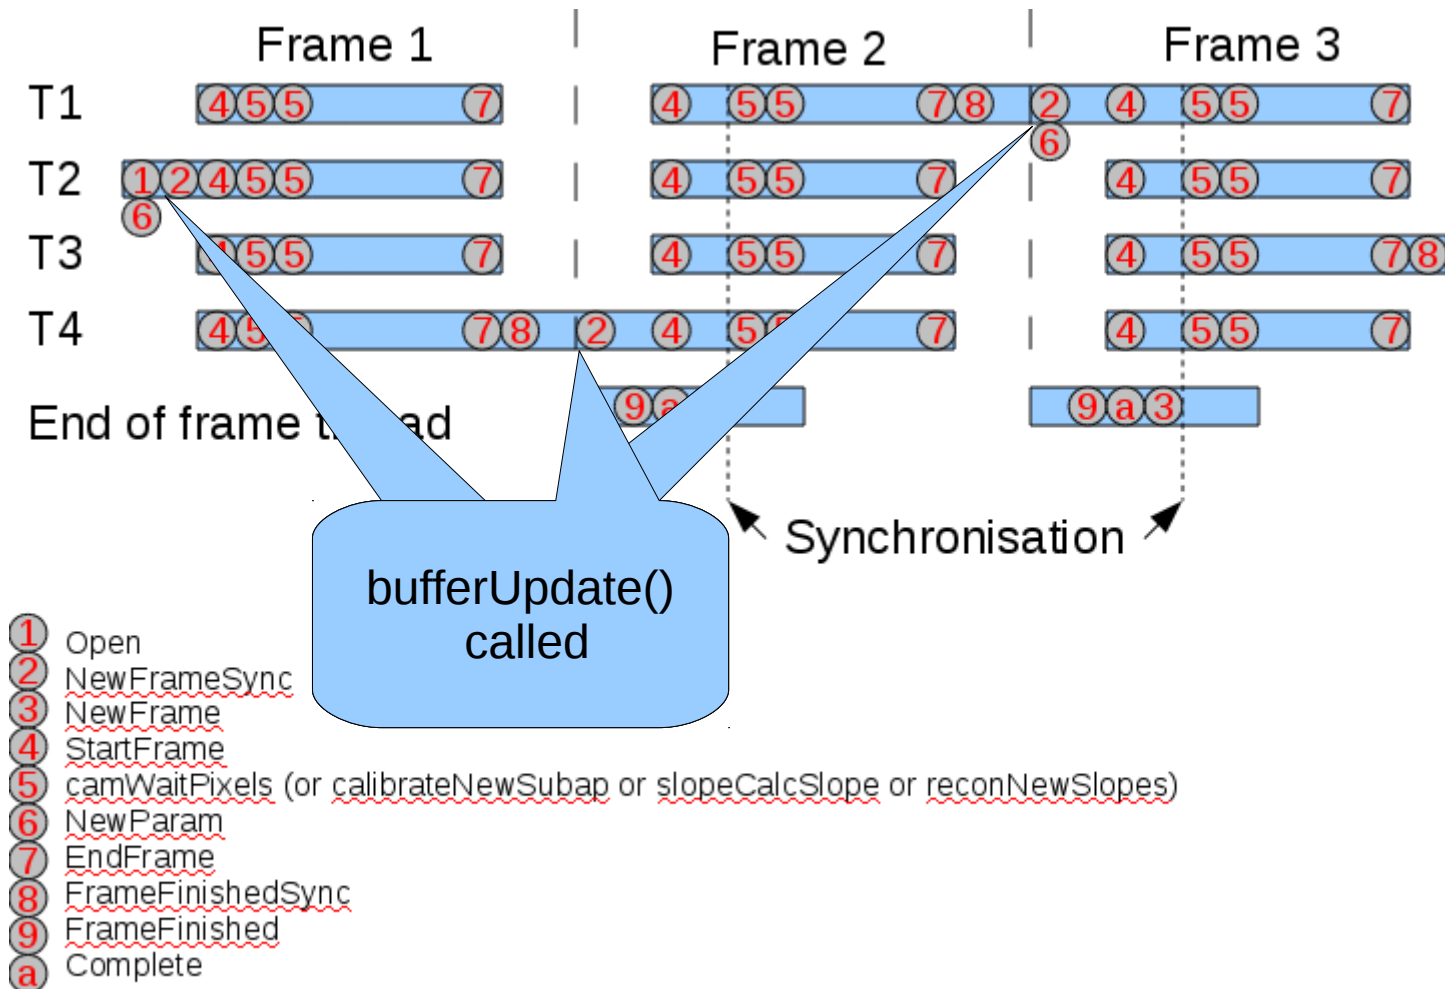 Frame 1 Frame 2 Frame 3
T1 4 5 5 7 4 5 5 7 8 2 4 5 5 7
6
T2 1 2 4 5 5 7 4 5 5 7 4 5 5 7
6
T3 4 5 5 7 4 5 5 7 4 5 5 7 8
T4 4 5 7 8 2 4 5 5 7 4 5 5 7
9 a 9 a 3
End of frame
Synchronisation
bufferUpdate()
called
1 Open
2 NewFrameSync
3 NewFrame
4 StartFrame
5 camWaitPixels (or calibrateNewSubap or slopeCalcSlope or reconNewSlopes)
6 NewParam
7 EndFrame
8 FrameFinishedSync
9 FrameFinished
a Complete